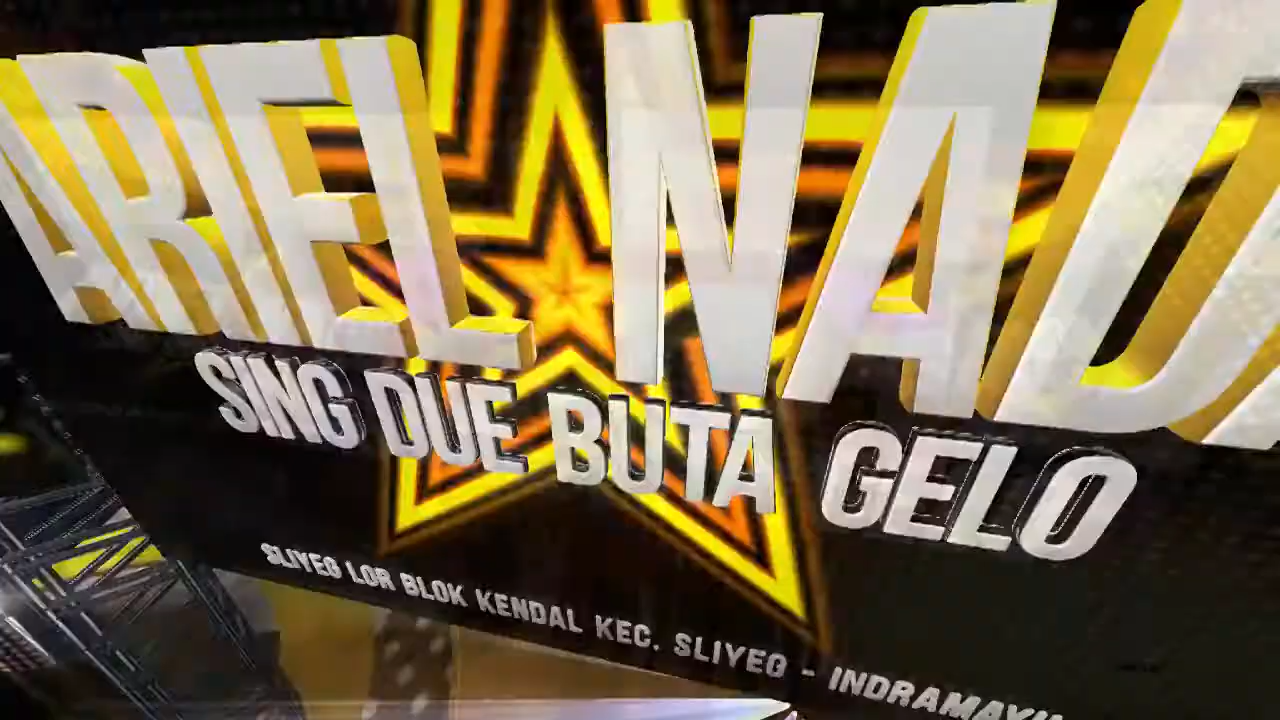 ARIEL NADA
SING DUE BUTA GELO
SLIYEG LOR BLOK KENDAL KEC. SLIYEG - INDRAMAYU